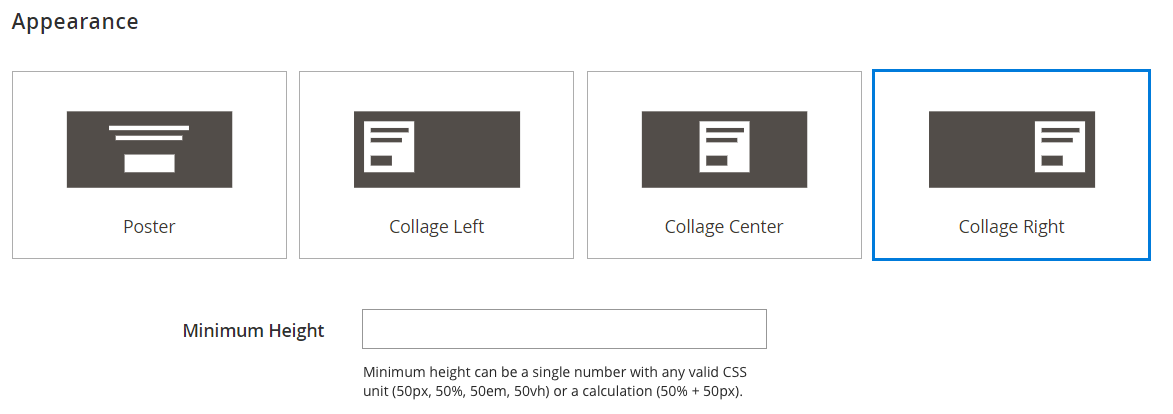 Appearance
Poster
Collage Left
Collage Center
Collage Right
Minimum Height
Minimum height can be a single number with any valid CSS
unit (50px, 50%, 50em, 50vh) or a calculation (50% + 50px).